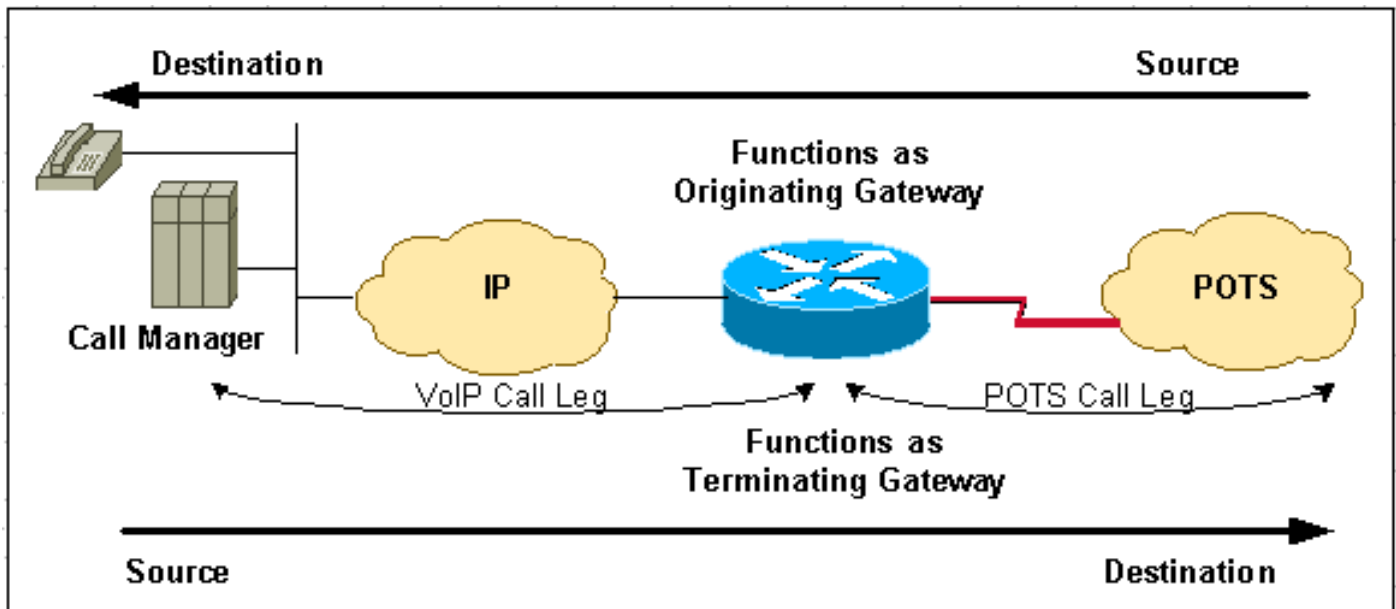 Destination
Source
Functions as
Originating Gateway
IP
POTS
Call Manager
VoIP Call Leg
POTS Call Leg
Functions as
Terminating Gateway
Source
Destination